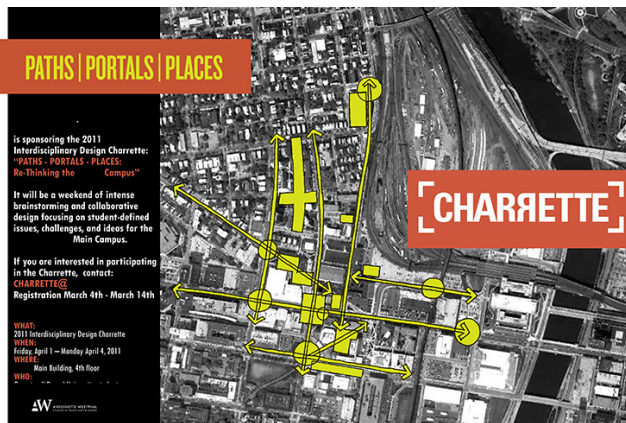 PATHS | PORTALS | PLACES
is sponsoring the 2011
Interdisciplinary Design Charrette:
"PATHS - PORTALS - PLACES:
Re-Thinking the Campus"
It will be a weekend of intense
brainstorming and collaborative
design focusing on student-defined
issues, challenges, and ideas for the
Main Campus.
If you are interested in participating
in the Charrette, contact:
CHARRETTE@
Registration March 4th - March 14th
WHAT:
2011 Interdisciplinary Design Charrette
WHEN:
Friday, April 1 — Monday April 4, 2011
WHERE:
Main Building, 4th floor
WHO:
AW ANTOINETTE WESTPHAL
[CHARЯETTE]